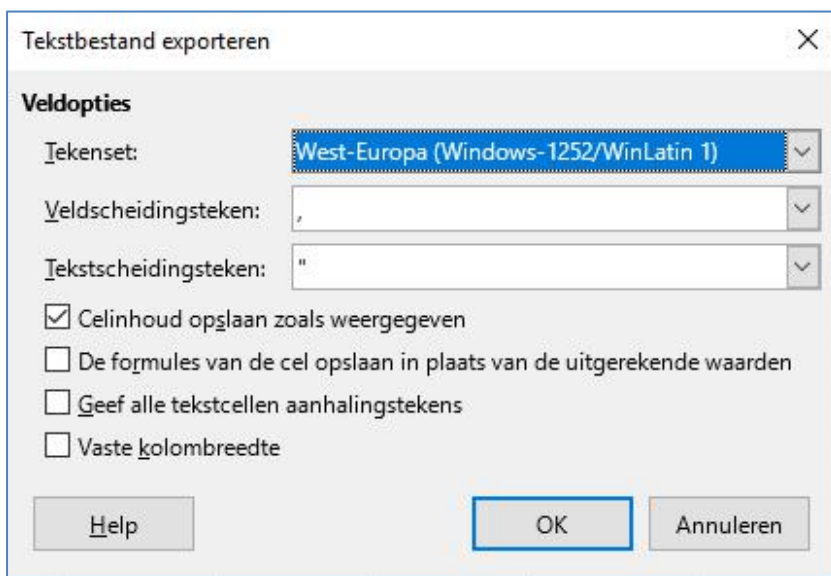 Tekstbestand exporteren
Veldopties
Tekenset: West-Europa (Windows-1252/WinLatin 1)
Veldscheidingsteken: ,
Tekstscheidingsteken: "
Celinhoud opslaan zoals weergegeven
De formules van de cel opslaan in plaats van de uitgerekende waarden
Geef alle tekstcellen aanhalingstekens
Vaste kolombreedte
Help OK Annuleren